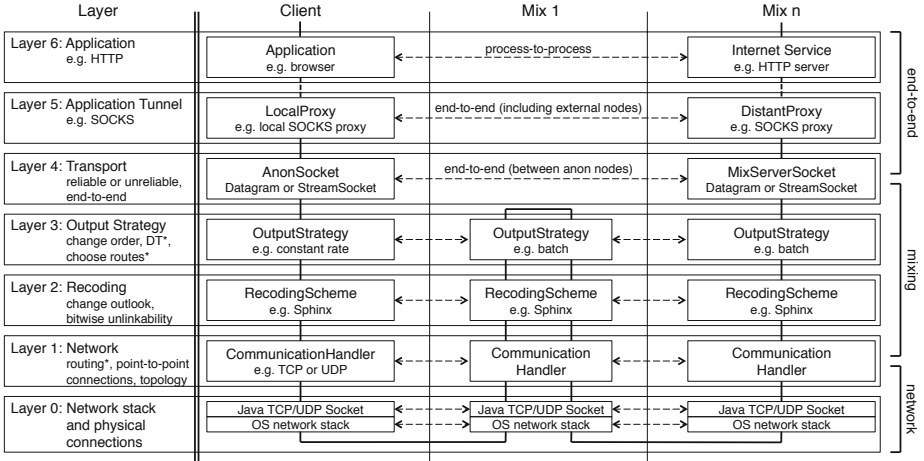 Layer
Client
Mix 1
Mix n
Layer 6: Application
e.g. HTTP
Application
e.g. browser
process-to-process
Internet Service
e.g. HTTP server
Layer 5: Application Tunnel
e.g. SOCKS
LocalProxy
e.g. local SOCKS proxy
end-to-end (including external nodes)
DistantProxy
e.g. SOCKS proxy
end-to-end
Layer 4: Transport
reliable or unreliable,
end-to-end
AnonSocket
Datagram or StreamSocket
end-to-end (between anon nodes)
MixServerSocket
Datagram or StreamSocket
Layer 3: Output Strategy
change order, DT*,
choose routes*
OutputStrategy
e.g. constant rate
OutputStrategy
e.g. batch
OutputStrategy
e.g. batch
mixing
Layer 2: Recoding
change outlook,
bitwise unlinkability
RecodingScheme
e.g. Sphinx
RecodingScheme
e.g. Sphinx
RecodingScheme
e.g. Sphinx
Layer 1: Network
routing*, point-to-point
connections, topology
CommunicationHandler
e.g. TCP or UDP
Communication
Handler
Communication
Handler
Layer 0: Network stack
and physical
connections
Java TCP/UDP Socket
OS network stack
Java TCP/UDP Socket
OS network stack
Java TCP/UDP Socket
OS network stack
network